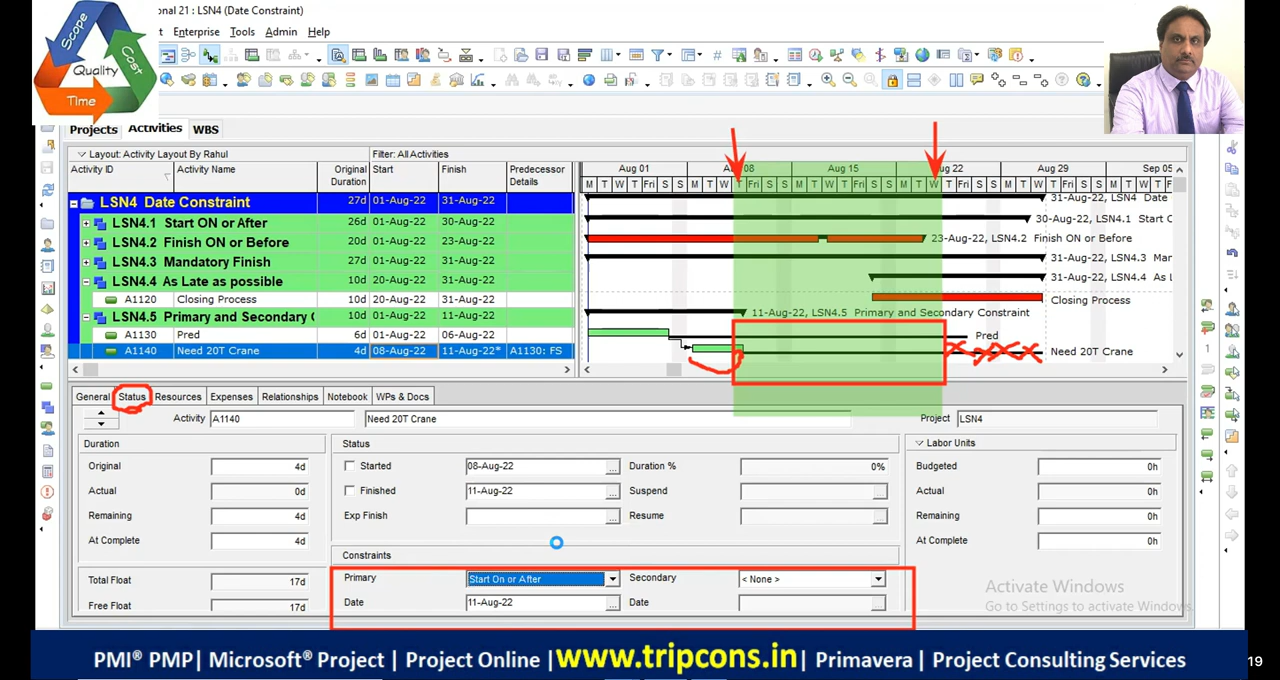 onal 21 : LSN4 (Date Constraint)
Scope
Cost
Quality
Time
t Enterprise Tools Admin Help
Projects Activities WBS
Layout: Activity Layout By Rahul Filter: All Activities
Activity ID Activity Name Original Duration Start Finish Predecessor Details
Aug 01 08 Aug 15 22 Aug 29 Sep 05
M T W T Fri S S M T W T Fri S S M T W T Fri S S M T W T Fri S S M T W T Fri S S M T W T F
LSN4 Date Constraint 27d 01-Aug-22 31-Aug-22 31-Aug-22, LSN4 Date
LSN4.1 Start ON or After 26d 01-Aug-22 30-Aug-22 30-Aug-22, LSN4.1 Start C
LSN4.2 Finish ON or Before 20d 01-Aug-22 23-Aug-22 23-Aug-22, LSN4.2 Finish ON or Before
LSN4.3 Mandatory Finish 27d 01-Aug-22 31-Aug-22 31-Aug-22, LSN4.3 Mar
LSN4.4 As Late as possible 10d 20-Aug-22 31-Aug-22 31-Aug-22, LSN4.4 As L
A1120 Closing Process 10d 20-Aug-22 31-Aug-22 Closing Process
LSN4.5 Primary and Secondary ( 10d 01-Aug-22 11-Aug-22 11-Aug-22, LSN4.5 Primary and Secondary Constraint
A1130 Pred 6d 01-Aug-22 06-Aug-22 Pred
A1140 Need 20T Crane 4d 08-Aug-22 11-Aug-22* A1130: FS Need 20T Crane
General Status Resources Expenses Relationships Notebook WPs & Docs
Activity A1140 Need 20T Crane Project LSN4
Duration Status Labor Units
Original 4d Started 08-Aug-22 ... Duration % 0% Budgeted 0h
Actual 0d Finished 11-Aug-22 ... Suspend ... Actual 0h
Remaining 4d Exp Finish ... Resume ... Remaining 0h
At Complete 4d At Complete 0h
Constraints
Total Float 17d Primary Start On or After Secondary < None >
Free Float 17d Date 11-Aug-22 ... Date ...
Activate Windows
Go to Settings to activate Windows.
PMI® PMP| Microsoft® Project | Project Online |www.tripcons.in| Primavera | Project Consulting Services
19